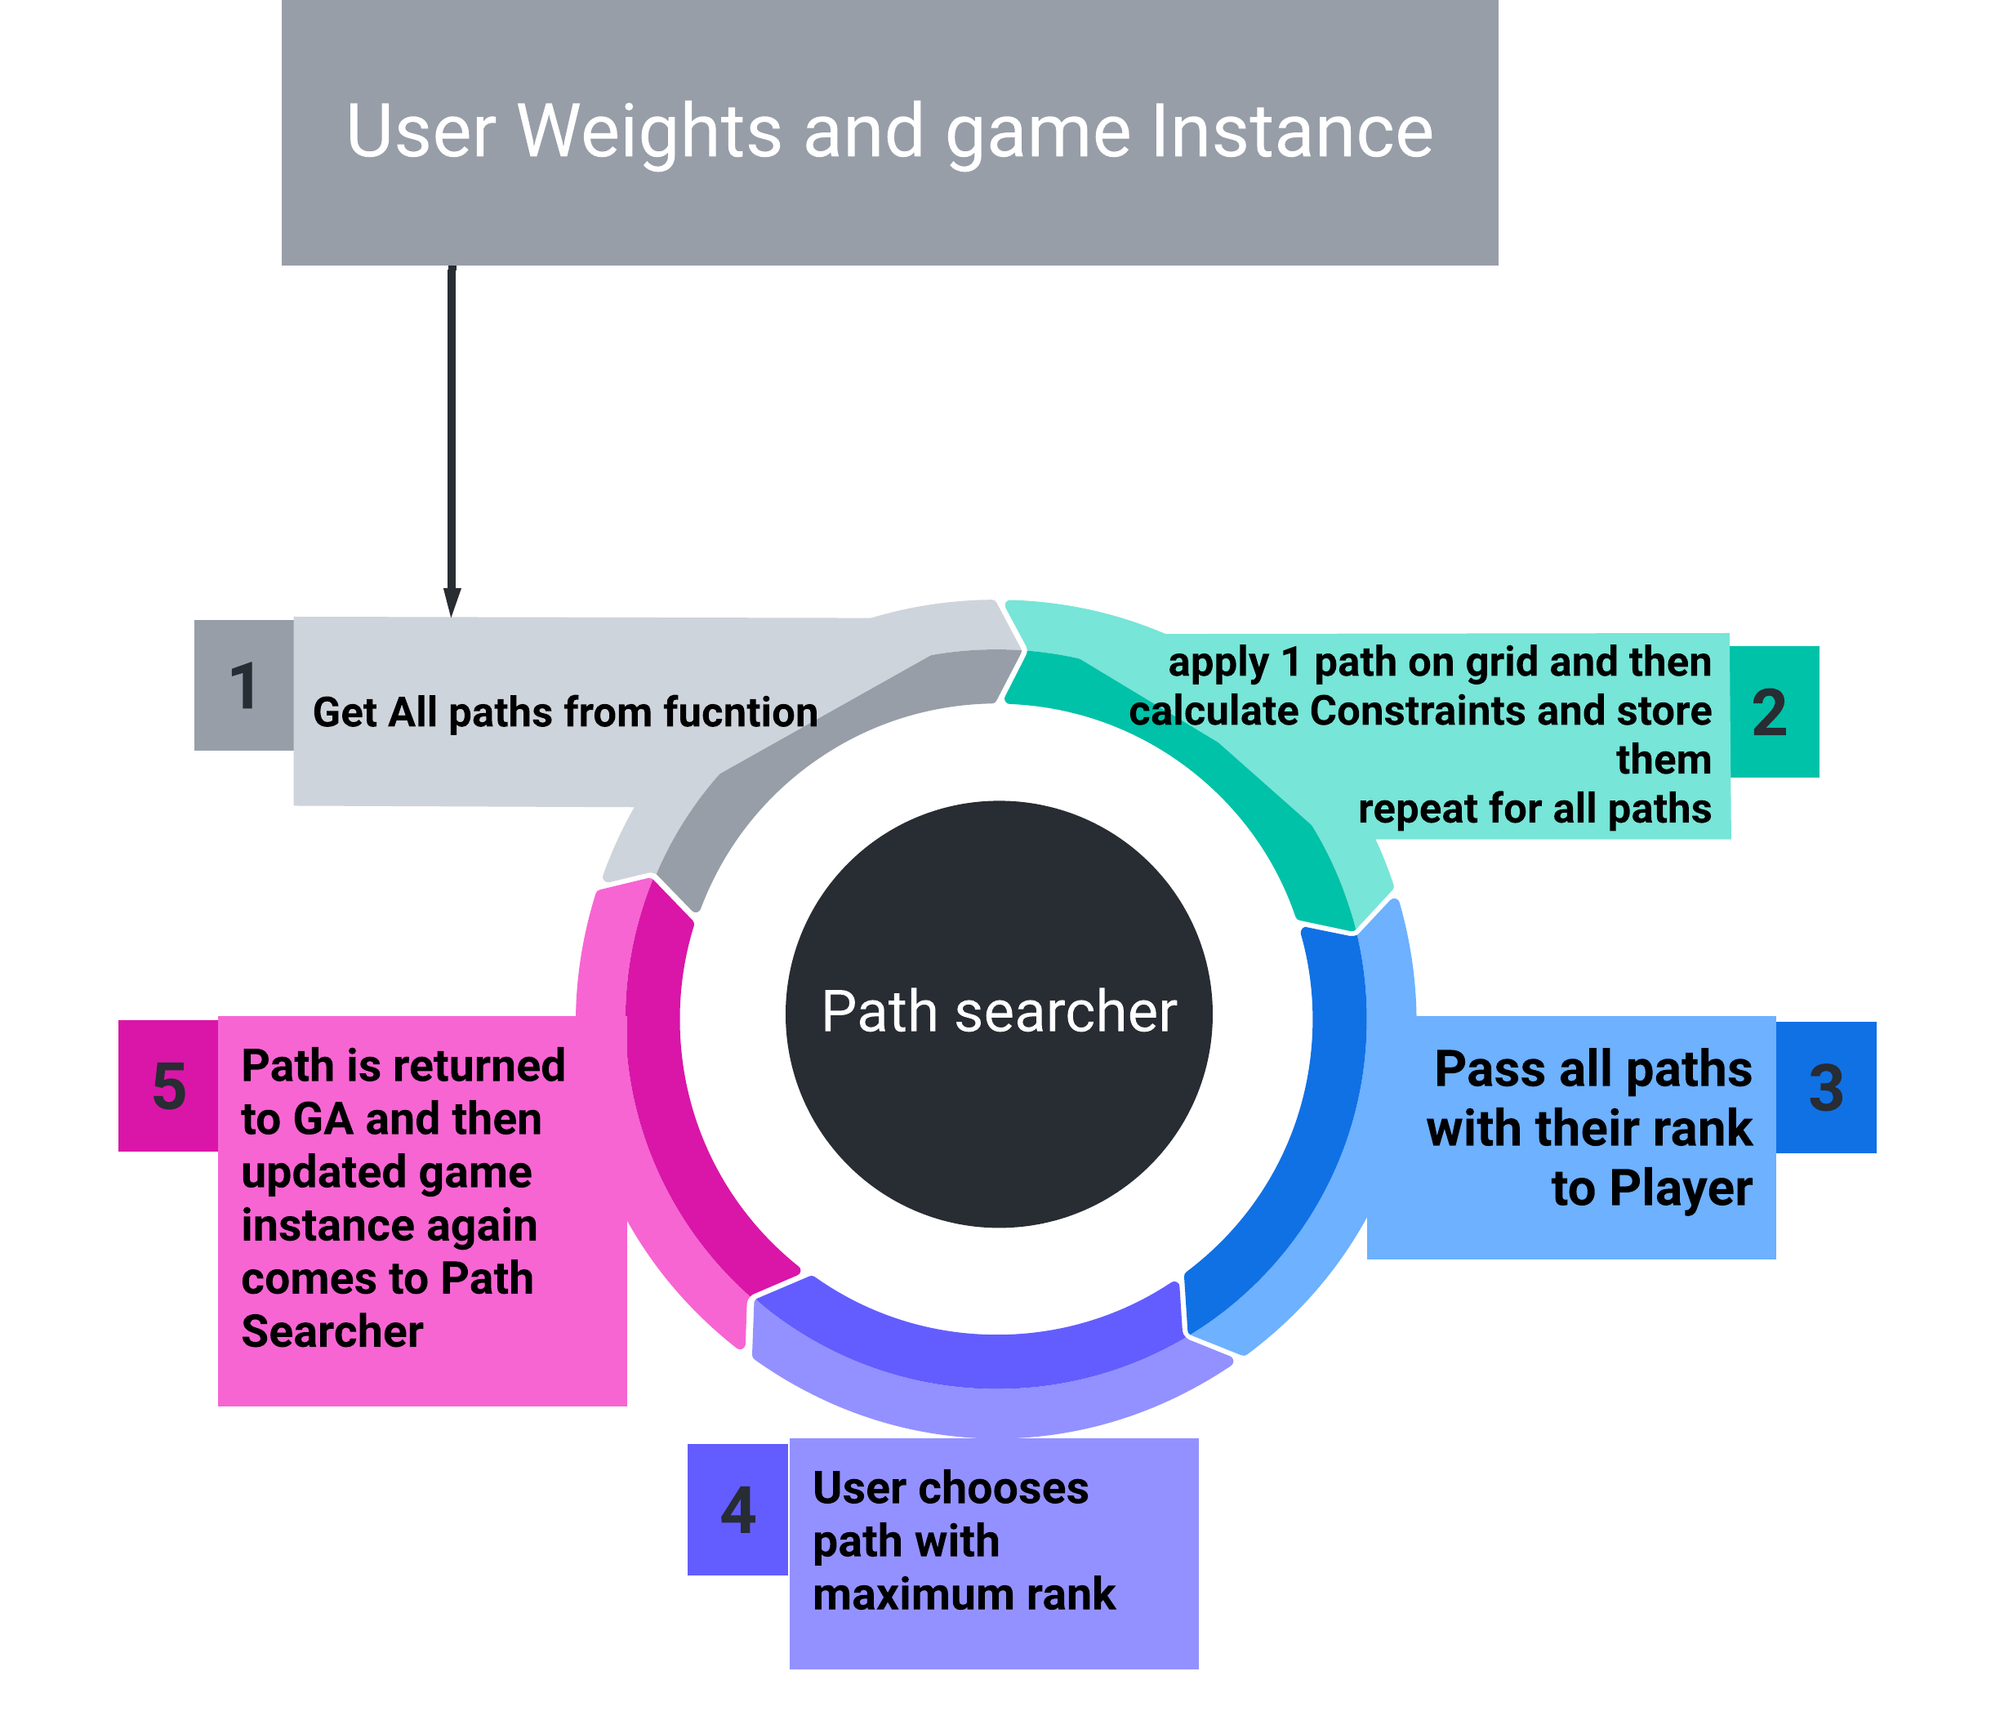 User Weights and game Instance
1
Get All paths from fucntion
apply 1 path on grid and then
calculate Constraints and store
them
repeat for all paths
2
Path searcher
Pass all paths
with their rank
to Player
3
4
User chooses
path with
maximum rank
5
Path is returned
to GA and then
updated game
instance again
comes to Path
Searcher